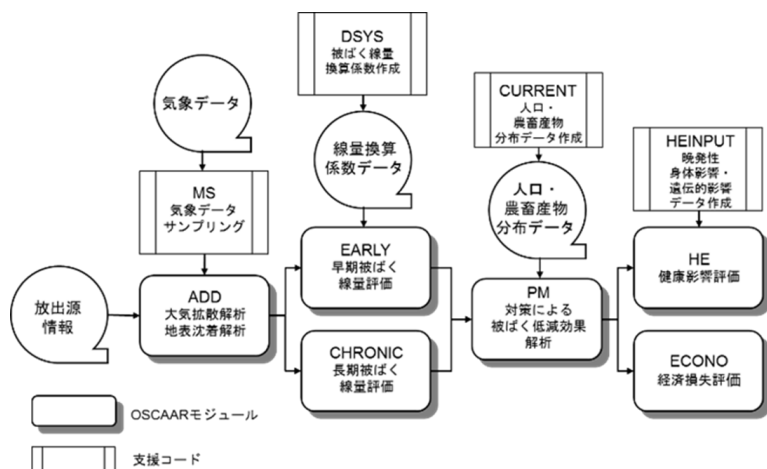 DSYS
被ばく線量
換算係数作成
気象データ
CURRENT
人口・
農畜産物
分布データ作成
線量換算
係数データ
HEINPUT
晩発性
身体影響・
遺伝的影響
データ作成
MS
気象データ
サンプリング
人口・
農畜産物
分布データ
EARLY
早期被ばく
線量評価
HE
健康影響評価
放出源
情報
ADD
大気拡散解析
地表沈着解析
PM
対策による
被ばく低減効果
解析
CHRONIC
長期被ばく
線量評価
ECONO
経済損失評価
OSCAARモジュール
支援コード